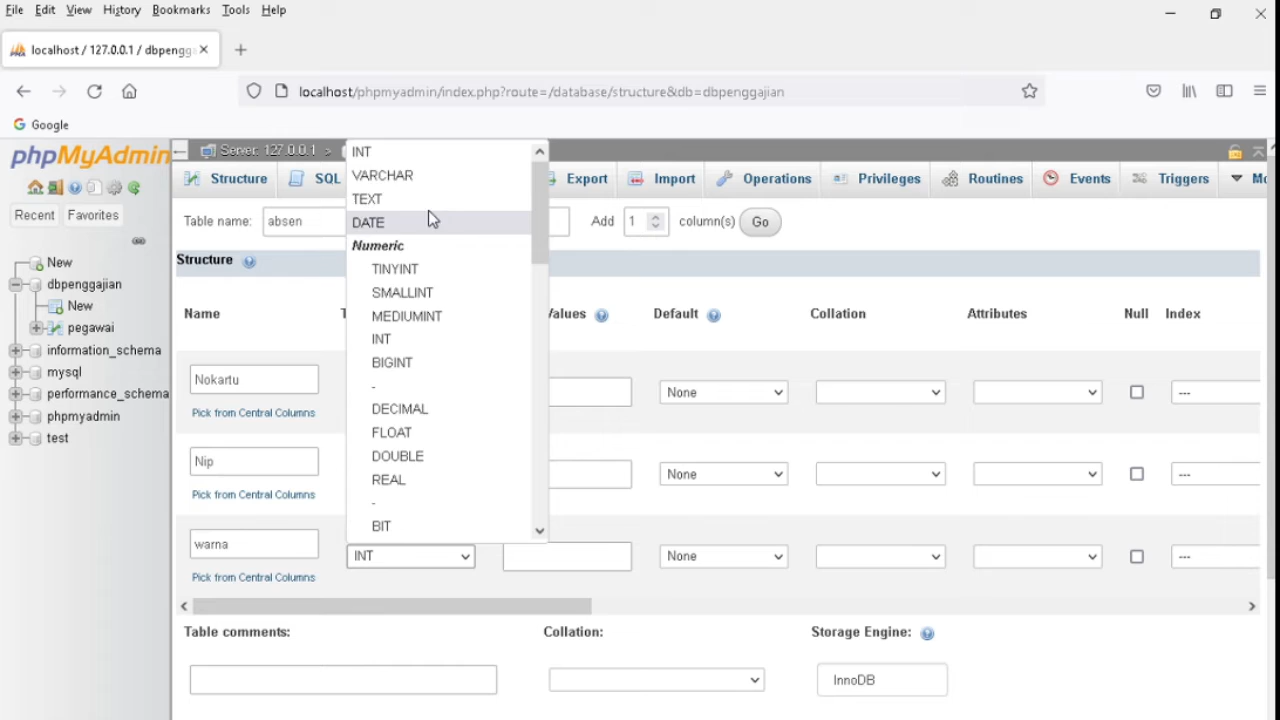 File Edit View History Bookmarks Tools Help
localhost / 127.0.0.1 / dbpengg
localhost/phpmyadmin/index.php?route=/database/structure&db=dbpenggajian
Google
phpMyAdmin
Recent Favorites
New
dbpenggajian
New
pegawai
information_schema
mysql
performance_schema
phpmyadmin
test
Server: 127.0.0.1 >
Structure SQL Export Import Operations Privileges Routines Events Triggers Mo
Table name: absen Add 1 column(s) Go
Structure
Name T Values Default Collation Attributes Null Index
INT
VARCHAR
TEXT
DATE
Numeric
TINYINT
SMALLINT
MEDIUMINT
INT
BIGINT
-
DECIMAL
FLOAT
DOUBLE
REAL
-
BIT
Nokartu None ---
Pick from Central Columns
Nip None ---
Pick from Central Columns
warna INT None ---
Pick from Central Columns
Table comments: Collation: Storage Engine:
InnoDB